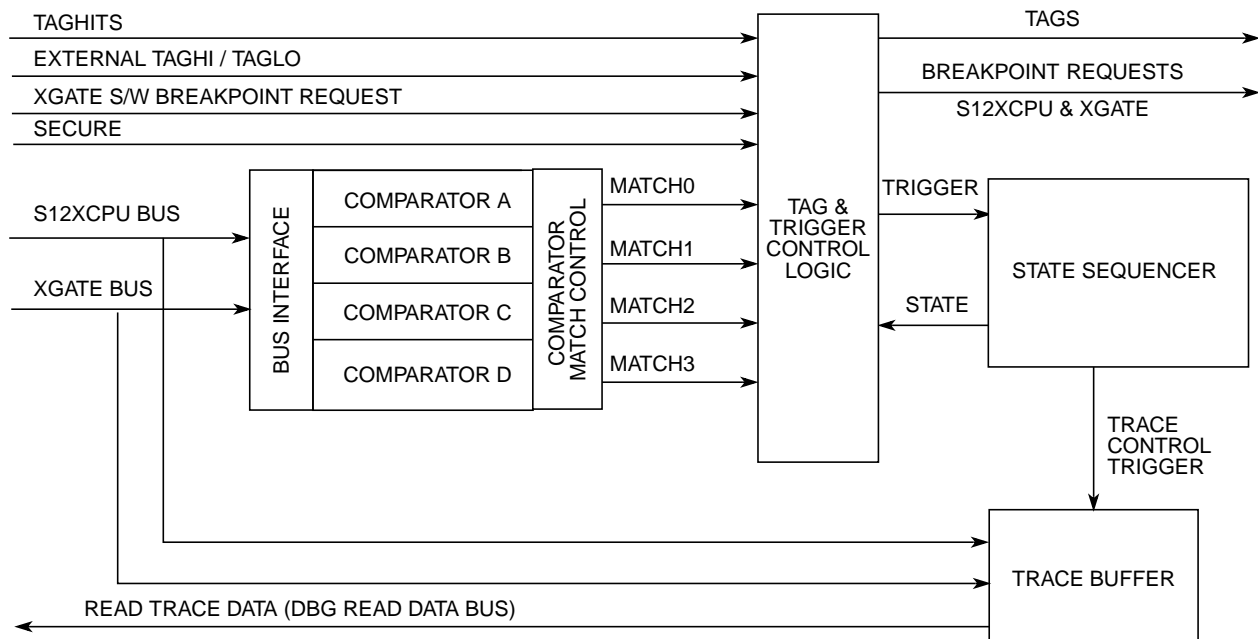 TAGHITS
EXTERNAL TAGHI / TAGLO
XGATE S/W BREAKPOINT REQUEST
SECURE
TAGS
BREAKPOINT REQUESTS
S12XCPU & XGATE
S12XCPU BUS
XGATE BUS
BUS INTERFACE
COMPARATOR A
COMPARATOR B
COMPARATOR C
COMPARATOR D
COMPARATOR
MATCH CONTROL
MATCH0
MATCH1
MATCH2
MATCH3
TAG &
TRIGGER
CONTROL
LOGIC
TRIGGER
STATE
STATE SEQUENCER
TRACE
CONTROL
TRIGGER
TRACE BUFFER
READ TRACE DATA (DBG READ DATA BUS)